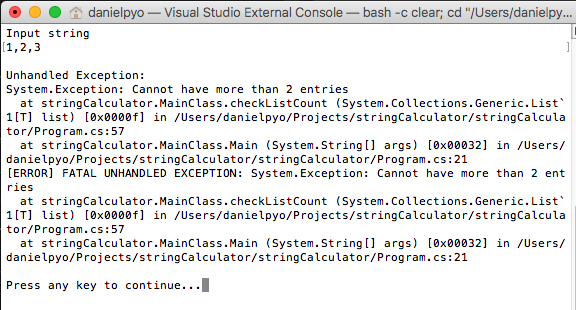 danielpyo — Visual Studio External Console — bash -c clear; cd "/Users/danielpy...
Input string
[1,2,3 ]
Unhandled Exception:
System.Exception: Cannot have more than 2 entries
at stringCalculator.MainClass.checkListCount (System.Collections.Generic.List`
1[T] list) [0x0000f] in /Users/danielpyo/Projects/stringCalculator/stringCalcula
tor/Program.cs:57
at stringCalculator.MainClass.Main (System.String[] args) [0x00032] in /Users/
danielpyo/Projects/stringCalculator/stringCalculator/Program.cs:21
[ERROR] FATAL UNHANDLED EXCEPTION: System.Exception: Cannot have more than 2 ent
ries
at stringCalculator.MainClass.checkListCount (System.Collections.Generic.List`
1[T] list) [0x0000f] in /Users/danielpyo/Projects/stringCalculator/stringCalcula
tor/Program.cs:57
at stringCalculator.MainClass.Main (System.String[] args) [0x00032] in /Users/
danielpyo/Projects/stringCalculator/stringCalculator/Program.cs:21
Press any key to continue...